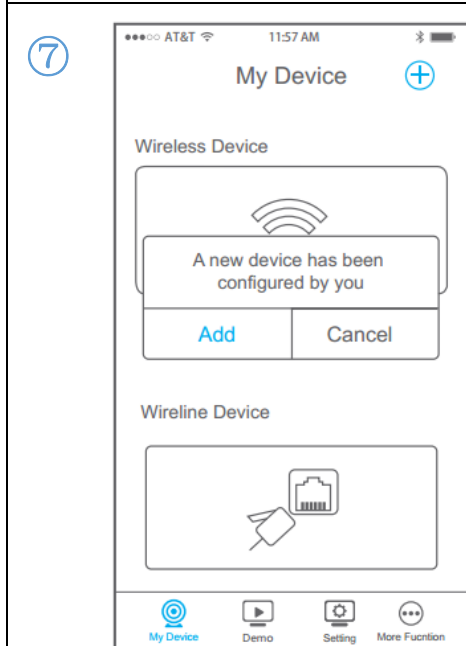 ⑦
●●●○○ AT&T 11:57 AM
My Device
Wireless Device
A new device has been
configured by you
Add Cancel
Wireline Device
My Device Demo Setting More Fucntion